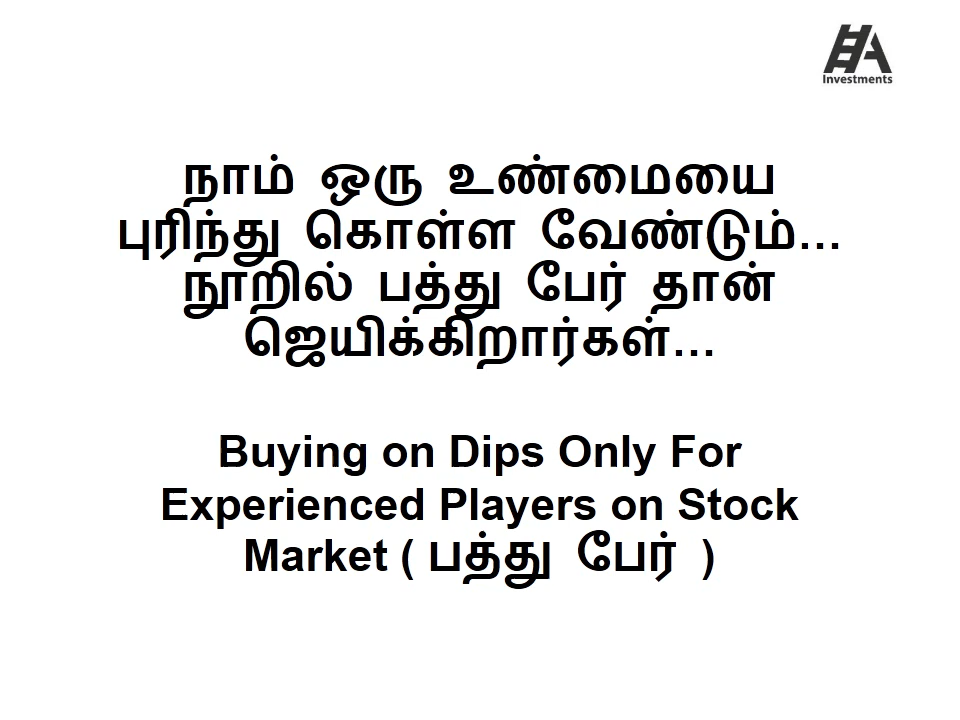 Investments
நாம் ஒரு உண்மையை
புரிந்து கொள்ள வேண்டும்...
நூறில் பத்து பேர் தான்
ஜெயிக்கிறார்கள்...
Buying on Dips Only For
Experienced Players on Stock
Market ( பத்து பேர் )